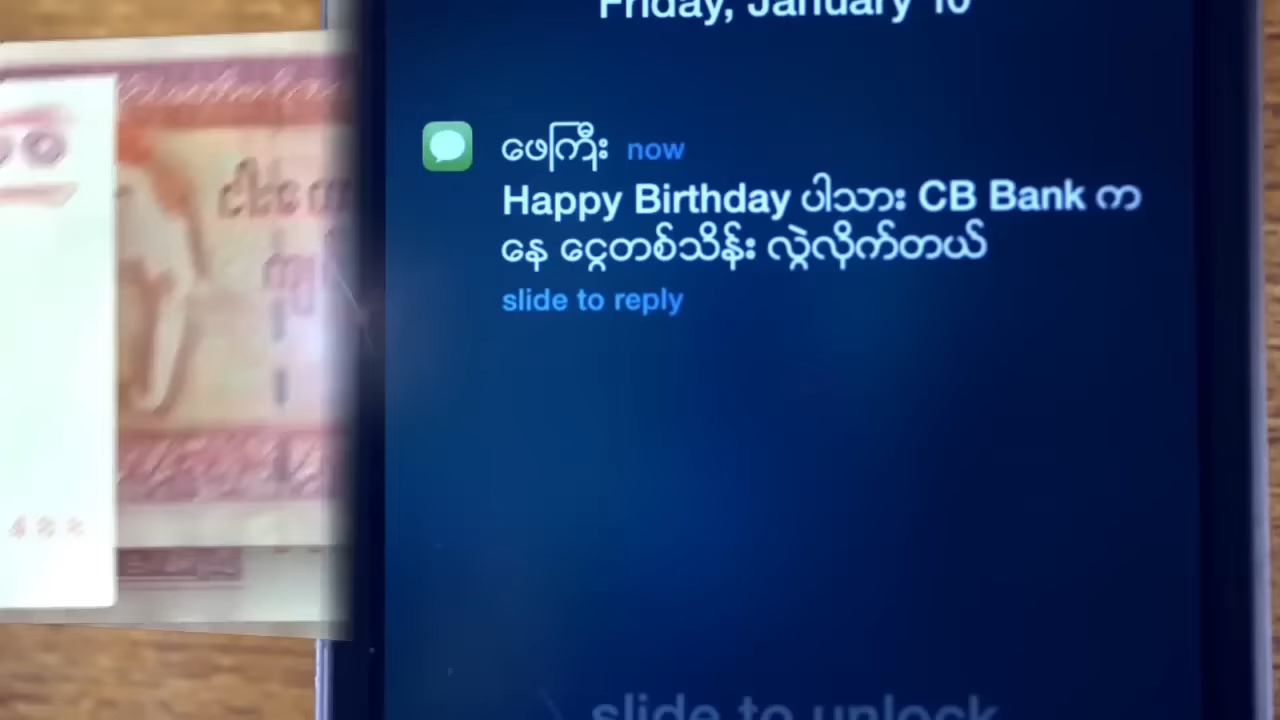 Friday, January 10
ဖေကြီး now
Happy Birthday ပါသား CB Bank က
နေ ငွေတစ်သိန်း လွှဲလိုက်တယ်
slide to reply
slide to unlock